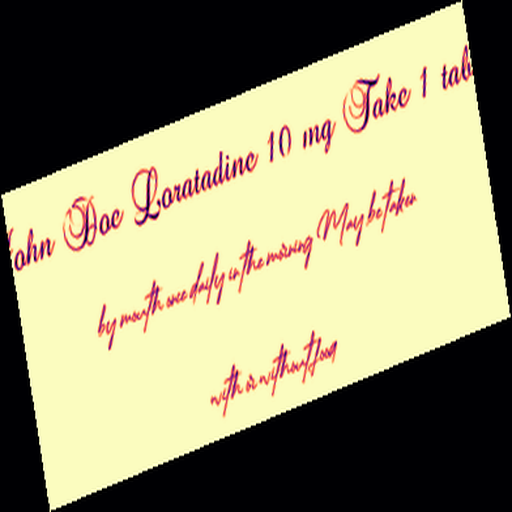 John Doe Loratadine 10 mg Take 1 tab
by mouth once daily in the morning May be taken
with or without food